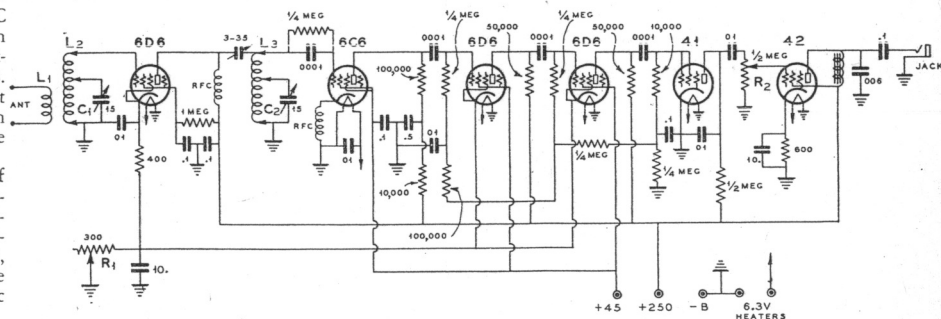 1/4 MEG
1/4 MEG
1/4 MEG
L2
6D6
3-35
L3
6C6
0001
6D6
50,000
0001
6D6
50,000
0001
10,000
41
01
42
.1
0001
100,000
1/2 MEG
R2
JACK
L1
RFC
006
ANT
C1
15
C2
15
1 MEG
RFC
01
.1
.1
01
.1
.5
01
1/4 MEG
.1
01
10.
600
400
1/4 MEG
1/2 MEG
10,000
100,000
300
R1
10.
+45
+250
-B
6.3V
HEATERS